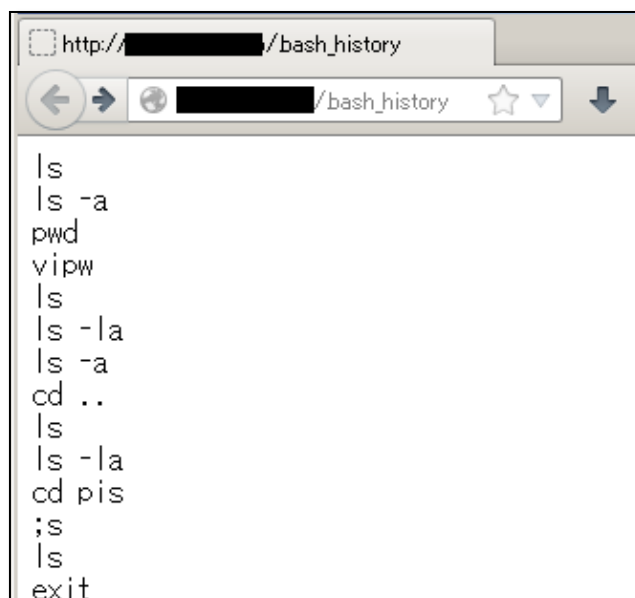 http:// / .bash_history
/ .bash_history
ls
ls -a
pwd
vipw
ls
ls -la
ls -a
cd ..
ls
ls -la
cd pis
;s
ls
exit